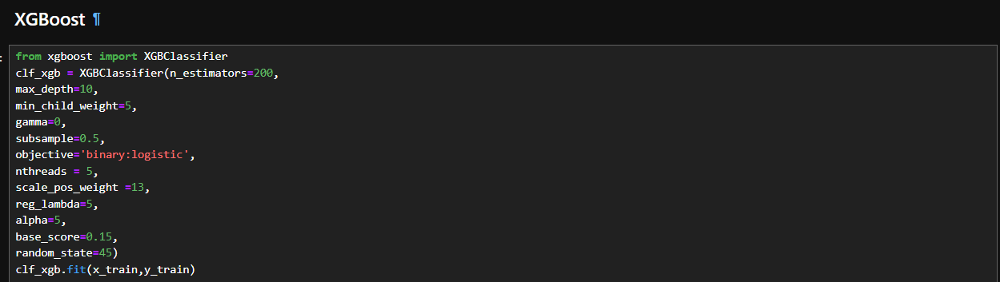 XGBoost ¶
:
from xgboost import XGBClassifier
clf_xgb = XGBClassifier(n_estimators=200,
max_depth=10,
min_child_weight=5,
gamma=0,
subsample=0.5,
objective='binary:logistic',
nthreads = 5,
scale_pos_weight =13,
reg_lambda=5,
alpha=5,
base_score=0.15,
random_state=45)
clf_xgb.fit(x_train,y_train)